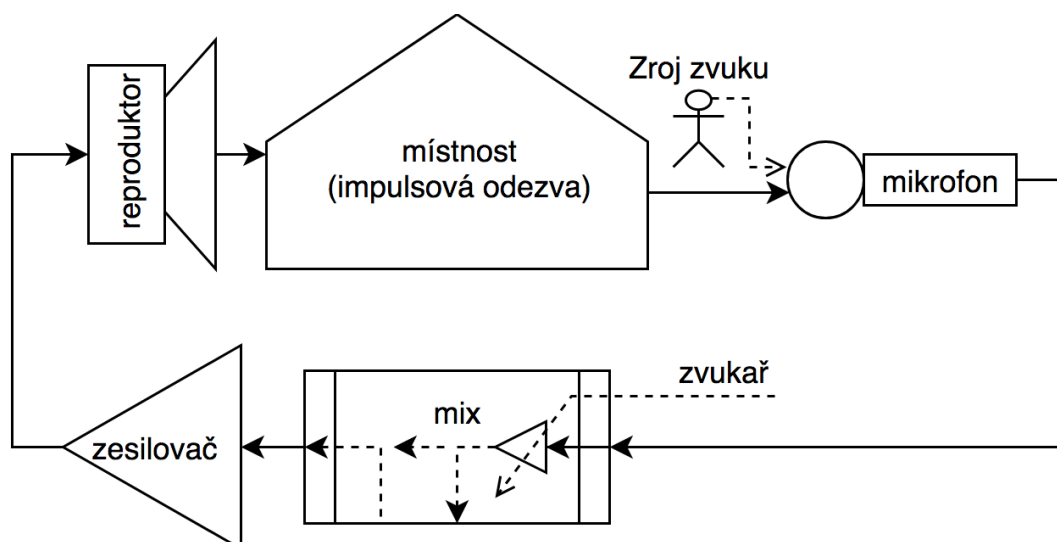 reproduktor
místnost
(impulsová odezva)
Zroj zvuku
mikrofon
zesilovač
mix
zvukař